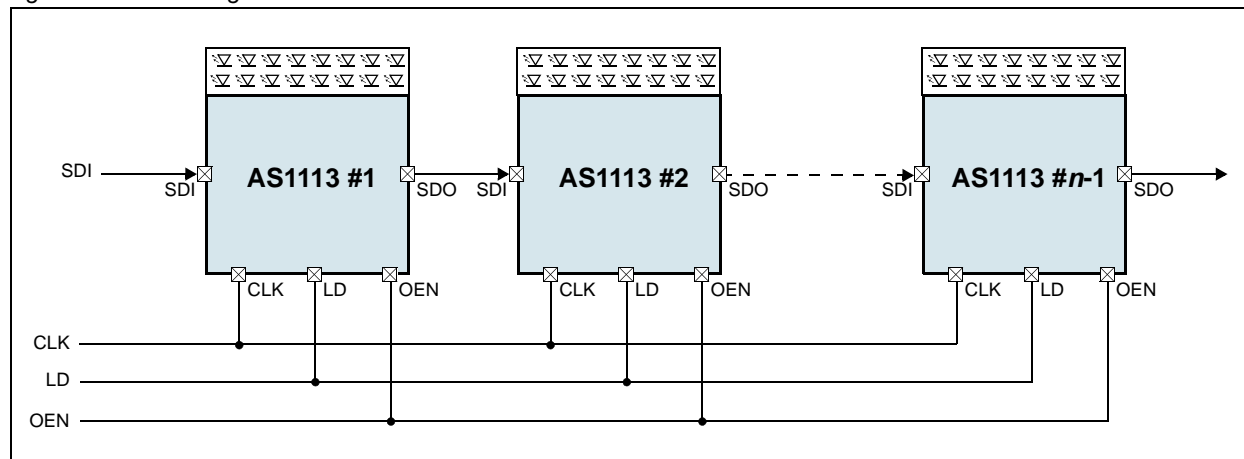 SDI
SDI
AS1113 #1
SDO
SDI
AS1113 #2
SDO
SDI
AS1113 #n-1
SDO
CLK
LD
OEN
CLK
LD
OEN
CLK
LD
OEN
CLK
LD
OEN